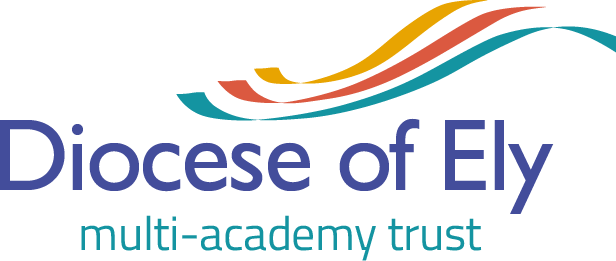 Diocese of Ely
multi-academy trust